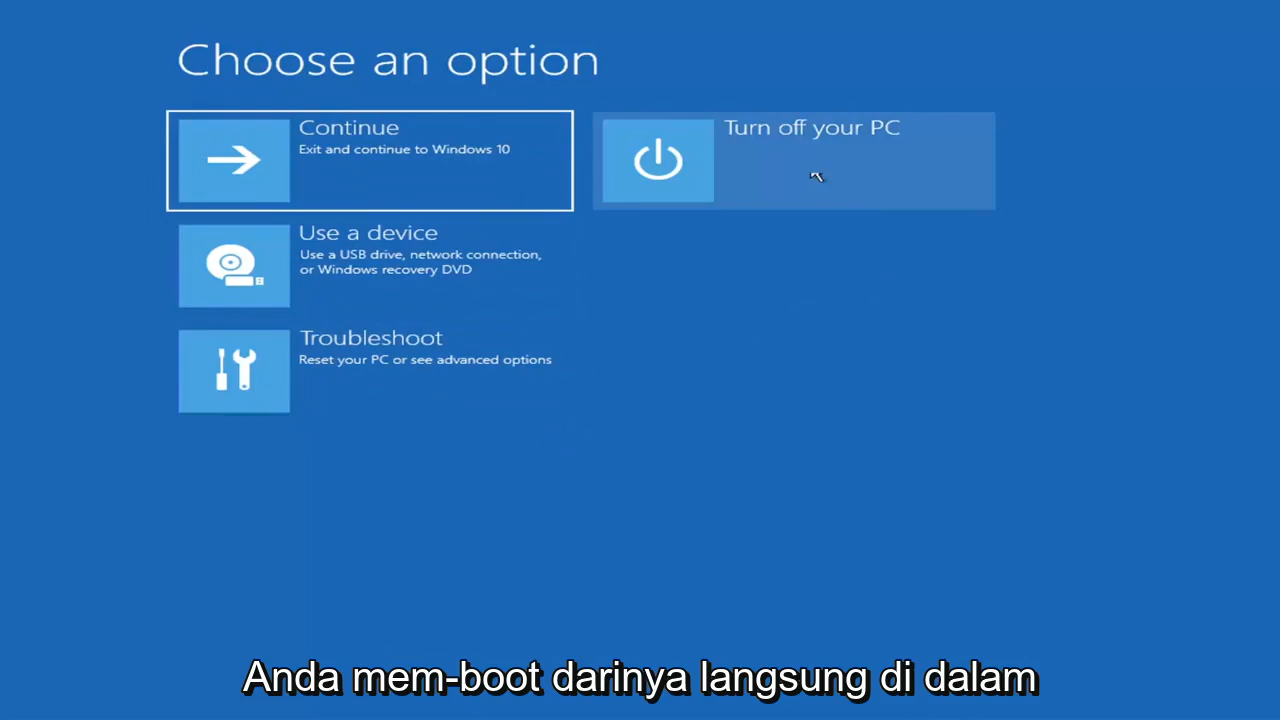 Choose an option
Continue
Exit and continue to Windows 10
Turn off your PC
Use a device
Use a USB drive, network connection,
or Windows recovery DVD
Troubleshoot
Reset your PC or see advanced options
Anda mem-boot darinya langsung di dalam